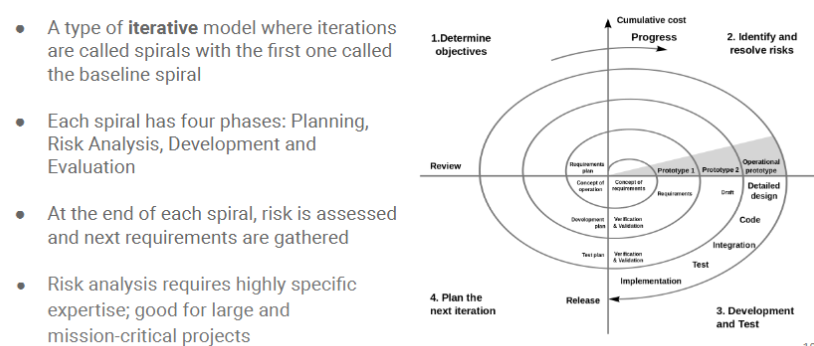 ● A type of iterative model where iterations
are called spirals with the first one called
the baseline spiral
● Each spiral has four phases: Planning,
Risk Analysis, Development and
Evaluation
● At the end of each spiral, risk is assessed
and next requirements are gathered
● Risk analysis requires highly specific
expertise; good for large and
mission-critical projects
Cumulative cost
1.Determine
objectives
Progress
2. Identify and
resolve risks
Review
Requirements
plan
Prototype 1
Prototype 2
Operational
prototype
Concept of
operation
Concept of
requirements
Requirements
Draft
Detailed
design
Development
plan
Verification
& Validation
Code
Integration
Test plan
Verification
& Validation
Test
Implementation
4. Plan the
next iteration
Release
3. Development
and Test